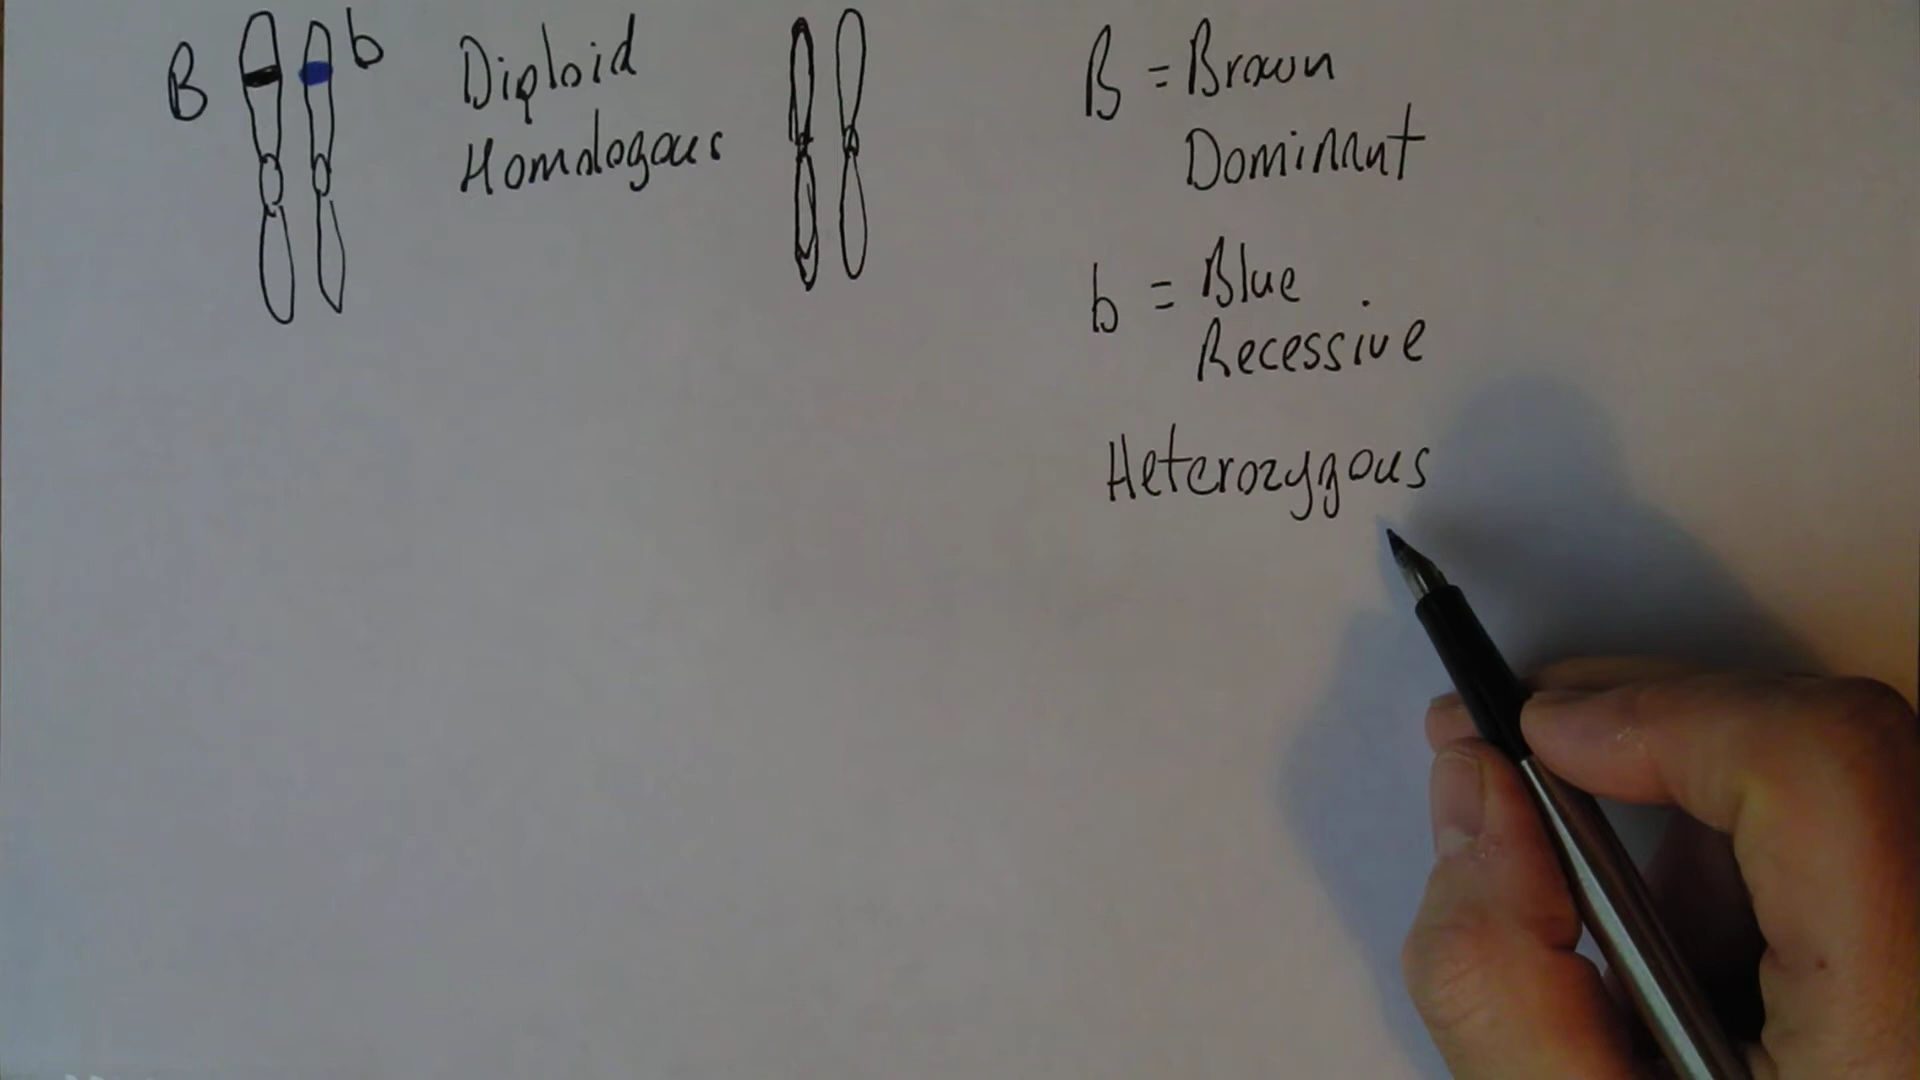 B b
Diploid
Homologous
B = Brown
Dominant
b = Blue
Recessive
Heterozygous